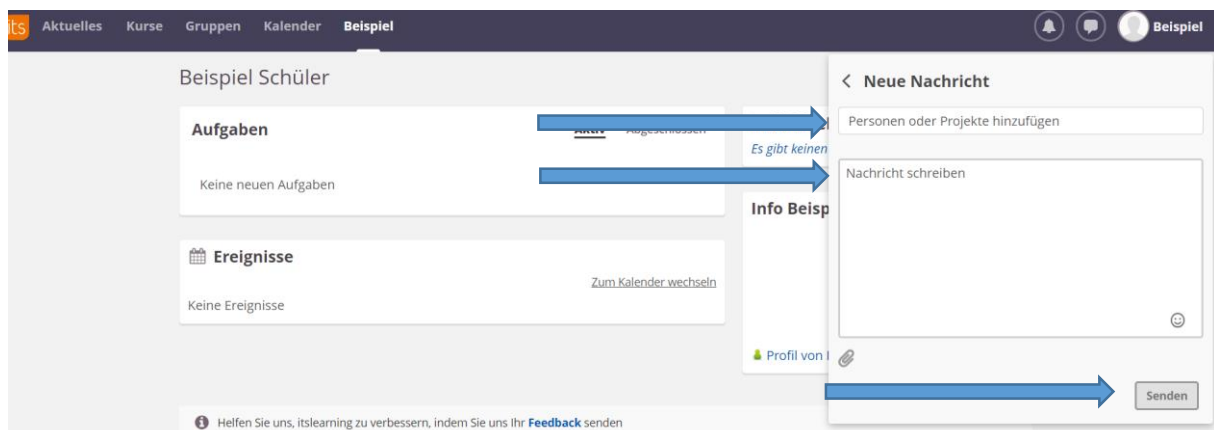 its Aktuelles Kurse Gruppen Kalender Beispiel Beispiel
Beispiel Schüler
Aufgaben
Keine neuen Aufgaben
Ereignisse
Zum Kalender wechseln
Keine Ereignisse
Es gibt keinen
Info Beisp
Profil von
Helfen Sie uns, itslearning zu verbessern, indem Sie uns Ihr Feedback senden
Neue Nachricht
Personen oder Projekte hinzufügen
Nachricht schreiben
Senden